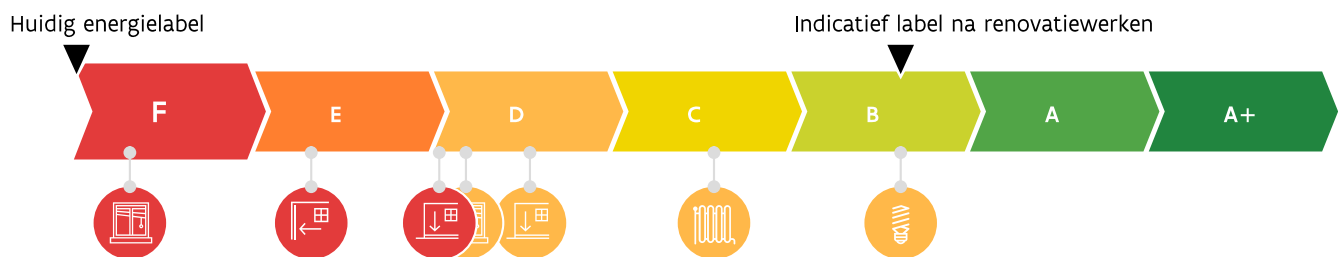 Huidig energielabel
Indicatief label na renovatiewerken
F E D C B A A+